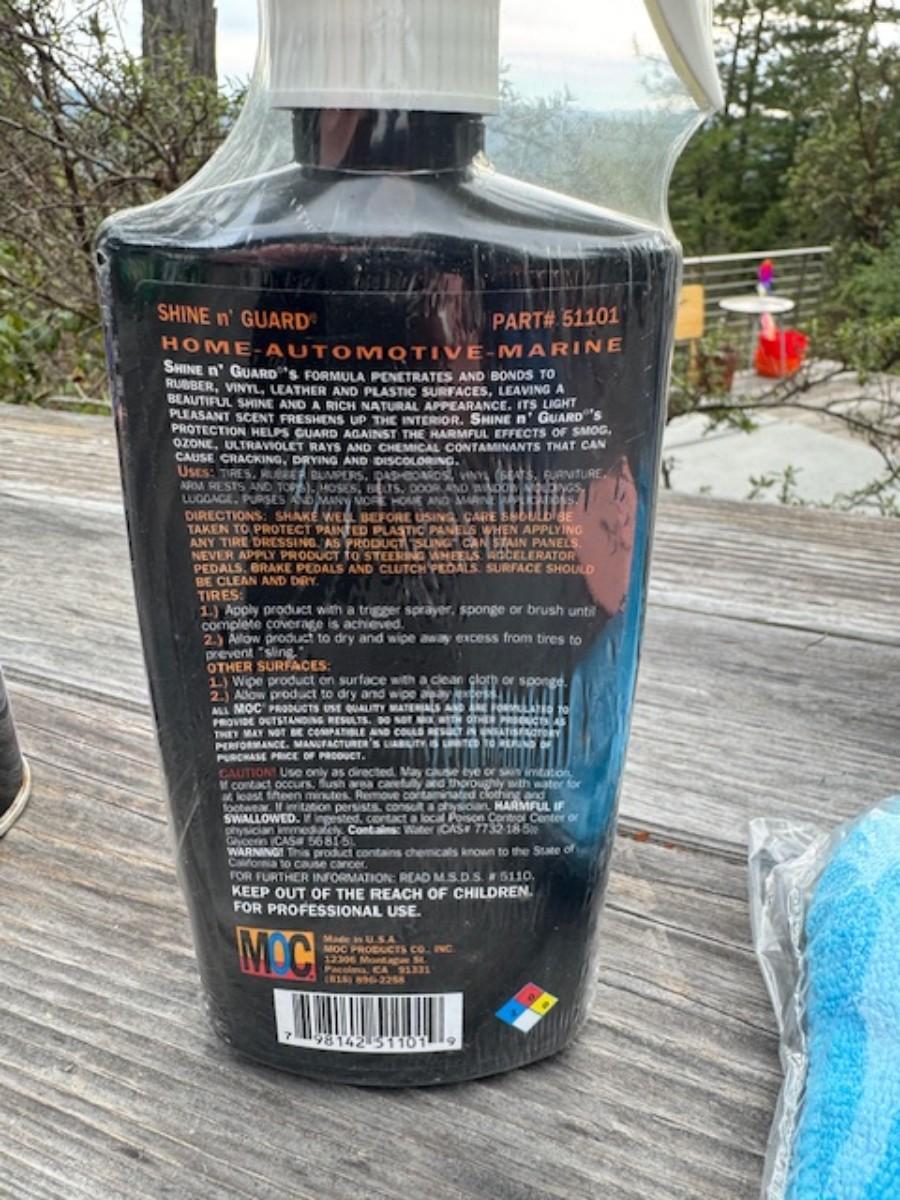 SHINE n' GUARD® PART# 51101
HOME-AUTOMOTIVE-MARINE
SHINE n' GUARD®'S FORMULA PENETRATES AND BONDS TO
RUBBER, VINYL, LEATHER AND PLASTIC SURFACES, LEAVING A
BEAUTIFUL SHINE AND A RICH NATURAL APPEARANCE. ITS LIGHT
PLEASANT SCENT FRESHENS UP THE INTERIOR. SHINE n' GUARD®'S
PROTECTION HELPS GUARD AGAINST THE HARMFUL EFFECTS OF SMOG,
OZONE, ULTRAVIOLET RAYS AND CHEMICAL CONTAMINANTS THAT CAN
CAUSE CRACKING, DRYING AND DISCOLORING.
USES: TIRES, RUBBER BUMPERS, DASHBOARDS, VINYL SEATS, FURNITURE,
ARM RESTS AND TOPS, HOSES, BELTS, DOOR AND WINDOW MOLDINGS,
LUGGAGE, PURSES AND MANY MORE HOME AND MARINE APPLICATIONS.
DIRECTIONS: SHAKE WELL BEFORE USING. CARE SHOULD BE
TAKEN TO PROTECT PAINTED PLASTIC PANELS WHEN APPLYING
ANY TIRE DRESSING, AS PRODUCT "SLING" CAN STAIN PANELS.
NEVER APPLY PRODUCT TO STEERING WHEELS, ACCELERATOR
PEDALS, BRAKE PEDALS AND CLUTCH PEDALS. SURFACE SHOULD
BE CLEAN AND DRY.
TIRES:
1.) Apply product with a trigger sprayer, sponge or brush until
complete coverage is achieved.
2.) Allow product to dry and wipe away excess from tires to
prevent "sling."
OTHER SURFACES:
1.) Wipe product on surface with a clean cloth or sponge.
2.) Allow product to dry and wipe away excess.
ALL MOC® PRODUCTS USE QUALITY MATERIALS AND ARE FORMULATED TO
PROVIDE OUTSTANDING RESULTS. DO NOT MIX WITH OTHER PRODUCTS AS
THEY MAY NOT BE COMPATIBLE AND COULD RESULT IN UNSATISFACTORY
PERFORMANCE. MANUFACTURER'S LIABILITY IS LIMITED TO REFUND OF
PURCHASE PRICE OF PRODUCT.
CAUTION! Use only as directed. May cause eye or skin irritation.
If contact occurs, flush area carefully and thoroughly with water for
at least fifteen minutes. Remove contaminated clothing and
footwear. If irritation persists, consult a physician. HARMFUL IF
SWALLOWED. If ingested, contact a local Poison Control Center or
physician immediately. Contains: Water (CAS# 7732-18-5);
Glycerin (CAS# 56-81-5).
WARNING! This product contains chemicals known to the State of
California to cause cancer.
FOR FURTHER INFORMATION: READ M.S.D.S. # 5110.
KEEP OUT OF THE REACH OF CHILDREN.
FOR PROFESSIONAL USE.
MOC
Made in U.S.A.
MOC PRODUCTS CO., INC.
12306 Montague St.
Pacoima, CA 91331
(818) 896-2258
7 98142 51101 9